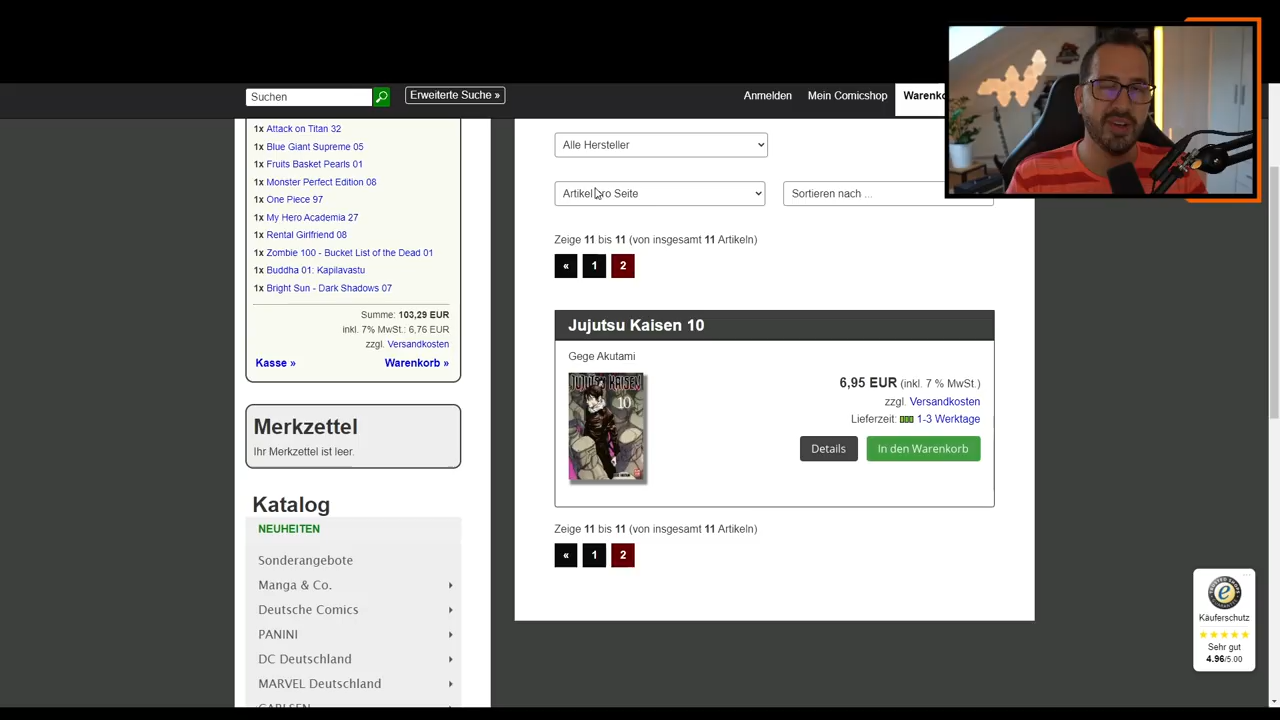 Suchen
Erweiterte Suche »
Anmelden
Mein Comicshop
1x Attack on Titan 32
1x Blue Giant Supreme 05
1x Fruits Basket Pearls 01
1x Monster Perfect Edition 08
1x One Piece 97
1x My Hero Academia 27
1x Rental Girlfriend 08
1x Zombie 100 - Bucket List of the Dead 01
1x Buddha 01: Kapilavastu
1x Bright Sun - Dark Shadows 07
Summe: 103,29 EUR
inkl. 7% MwSt.: 6,76 EUR
zzgl. Versandkosten
Kasse »
Warenkorb »
Merkzettel
Ihr Merkzettel ist leer.
Katalog
NEUHEITEN
Sonderangebote
Manga & Co.
Deutsche Comics
PANINI
DC Deutschland
MARVEL Deutschland
Alle Hersteller
Artikel pro Seite
Sortieren nach ...
Zeige 11 bis 11 (von insgesamt 11 Artikeln)
« 1 2
Jujutsu Kaisen 10
Gege Akutami
JUJUTSU KAISEN
10
6,95 EUR (inkl. 7 % MwSt.)
zzgl. Versandkosten
Lieferzeit: 1-3 Werktage
Details
In den Warenkorb
Zeige 11 bis 11 (von insgesamt 11 Artikeln)
« 1 2
Käuferschutz
Sehr gut
4.96/5.00